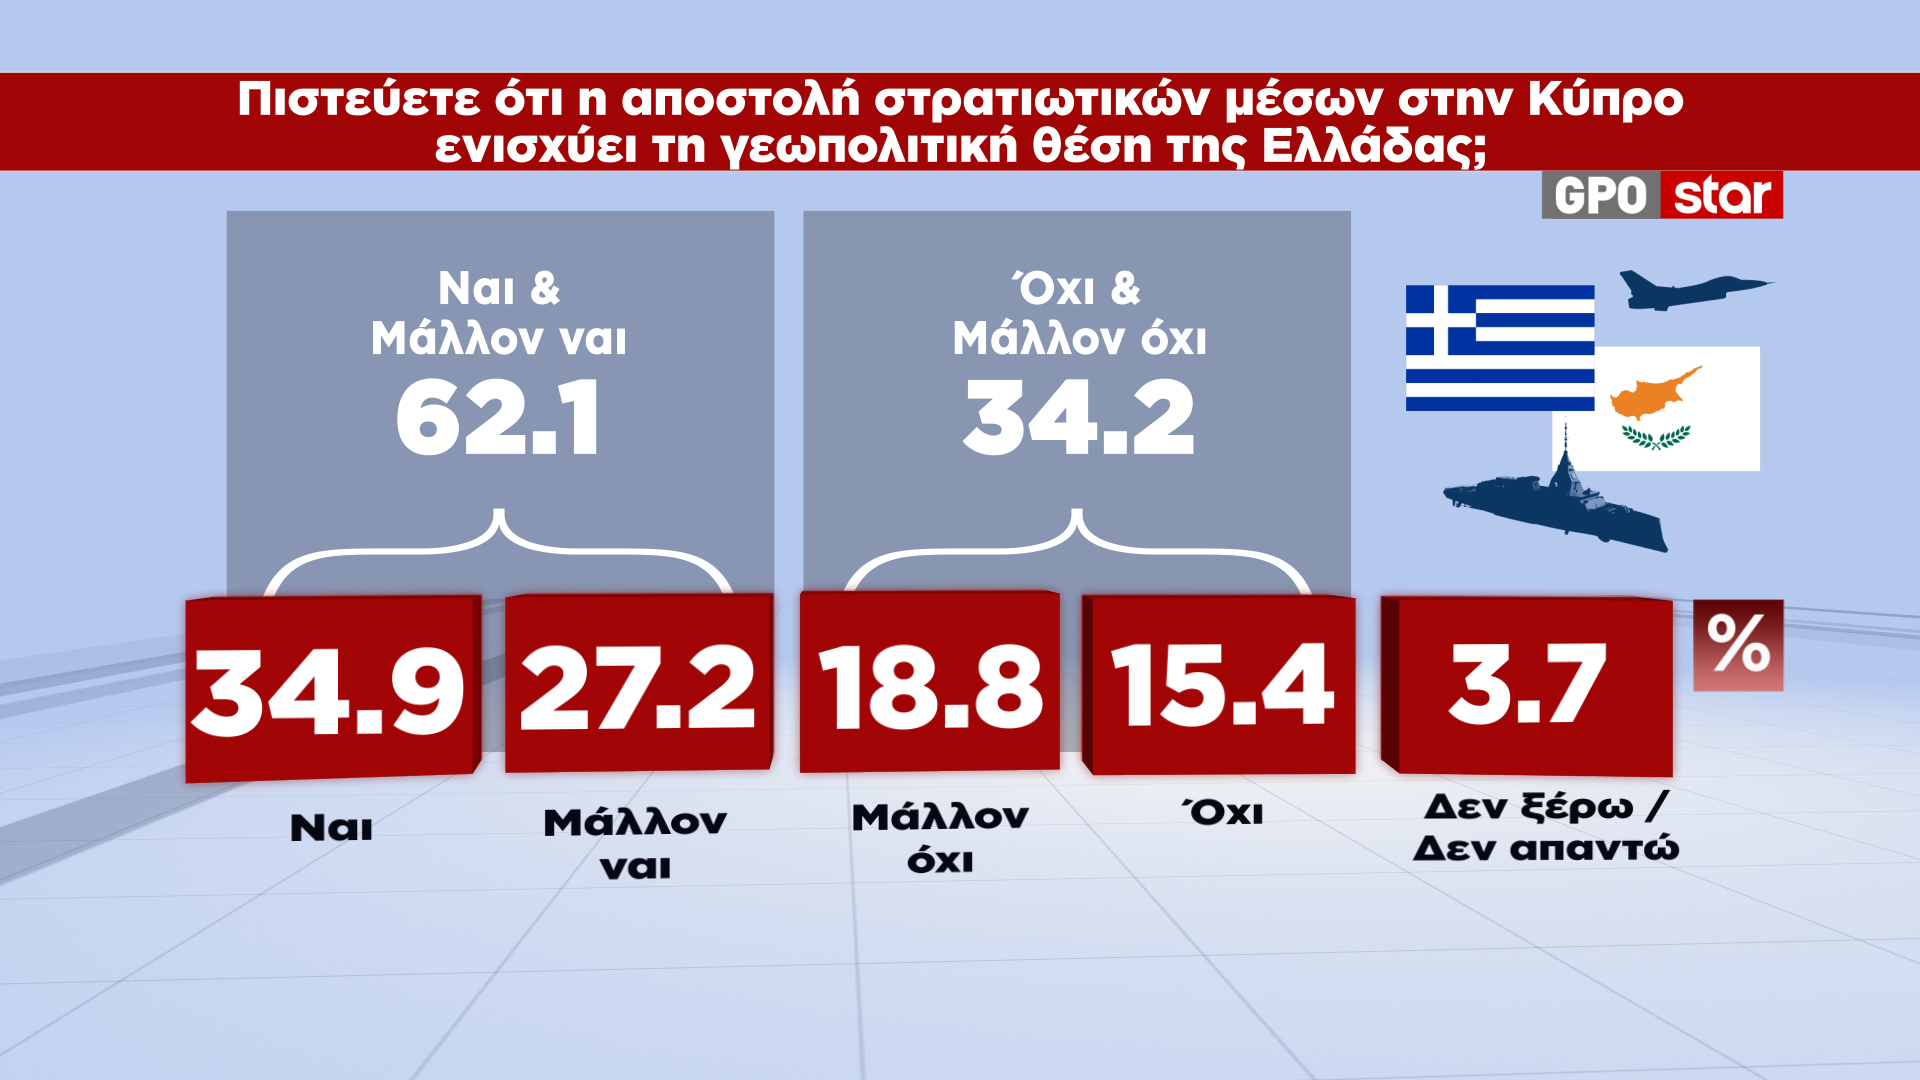 Πιστεύετε ότι η αποστολή στρατιωτικών μέσων στην Κύπρο
ενισχύει τη γεωπολιτική θέση της Ελλάδας;
GPO star
Ναι &
Μάλλον ναι
62.1
Όχι &
Μάλλον όχι
34.2
34.9
27.2
18.8
15.4
3.7
%
Ναι
Μάλλον
ναι
Μάλλον
όχι
Όχι
Δεν ξέρω /
Δεν απαντώ